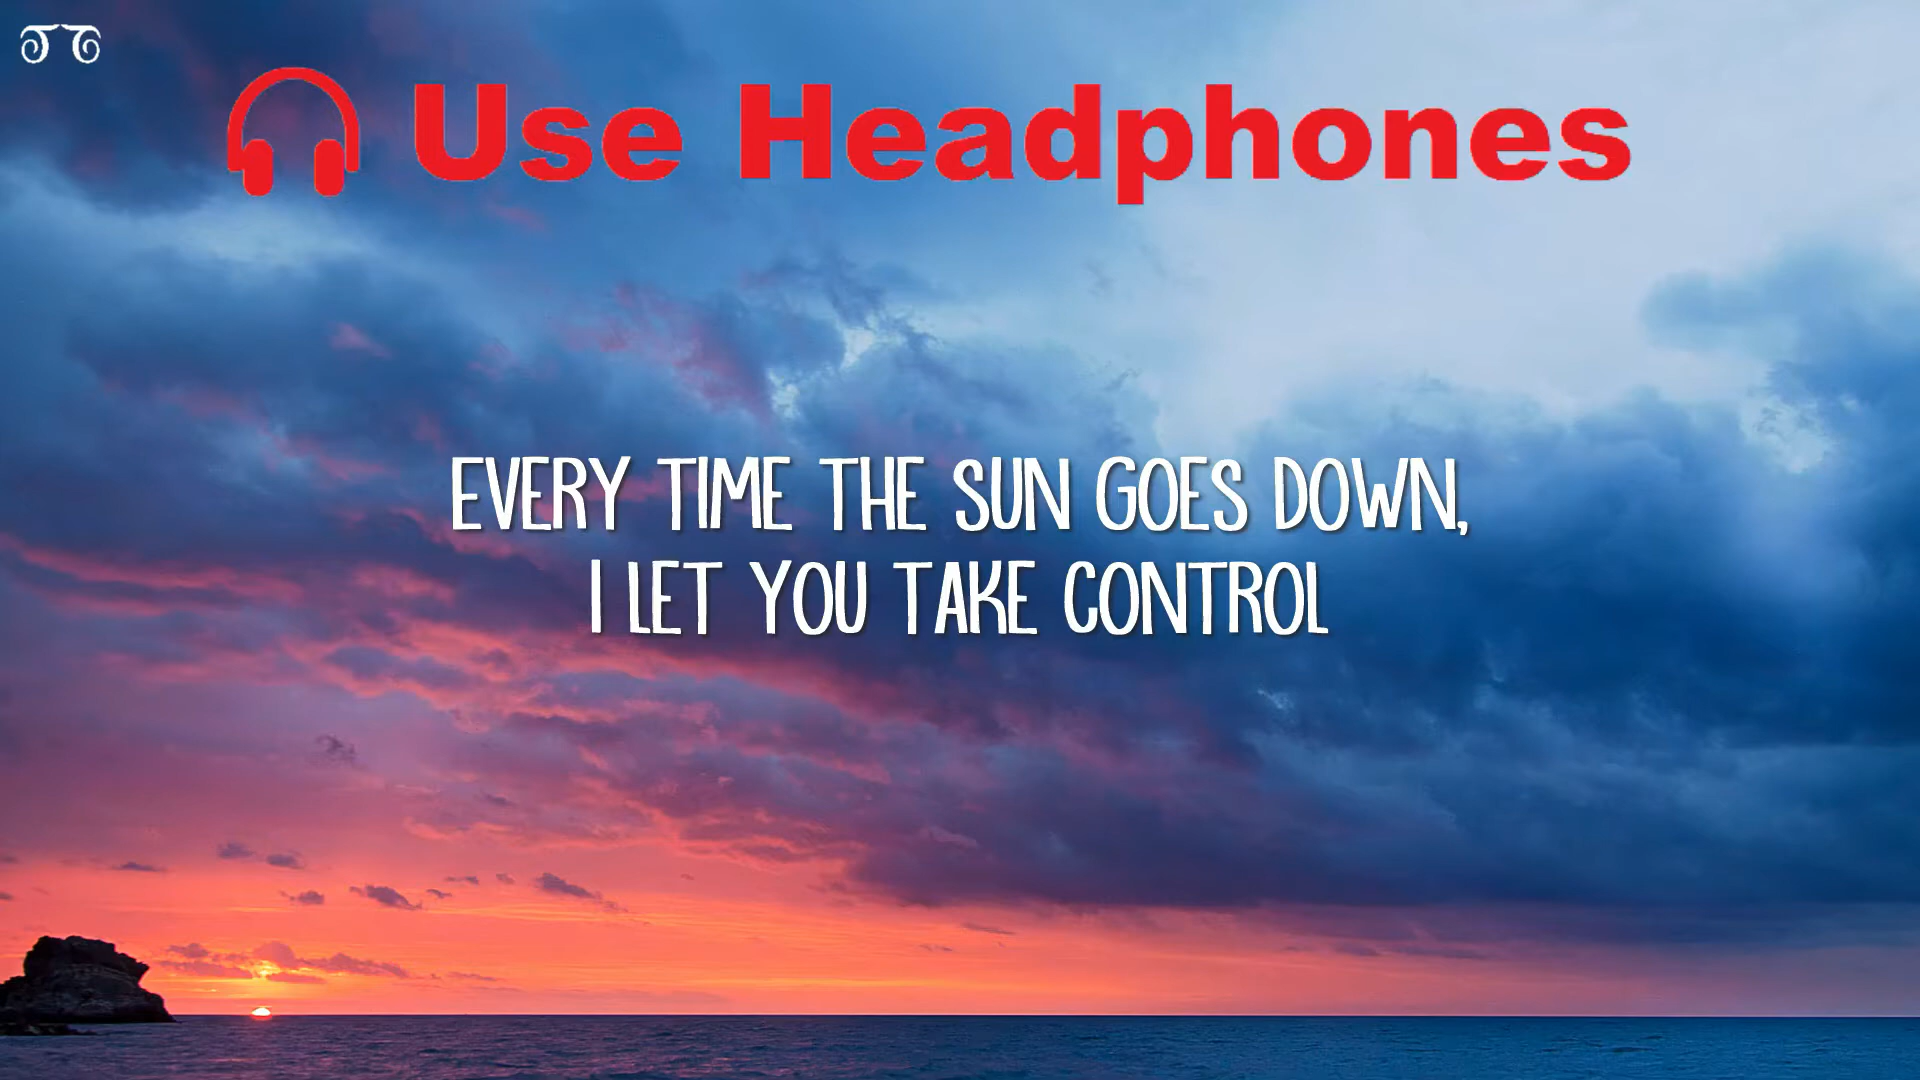 Use Headphones
EVERY TIME THE SUN GOES DOWN,
I LET YOU TAKE CONTROL